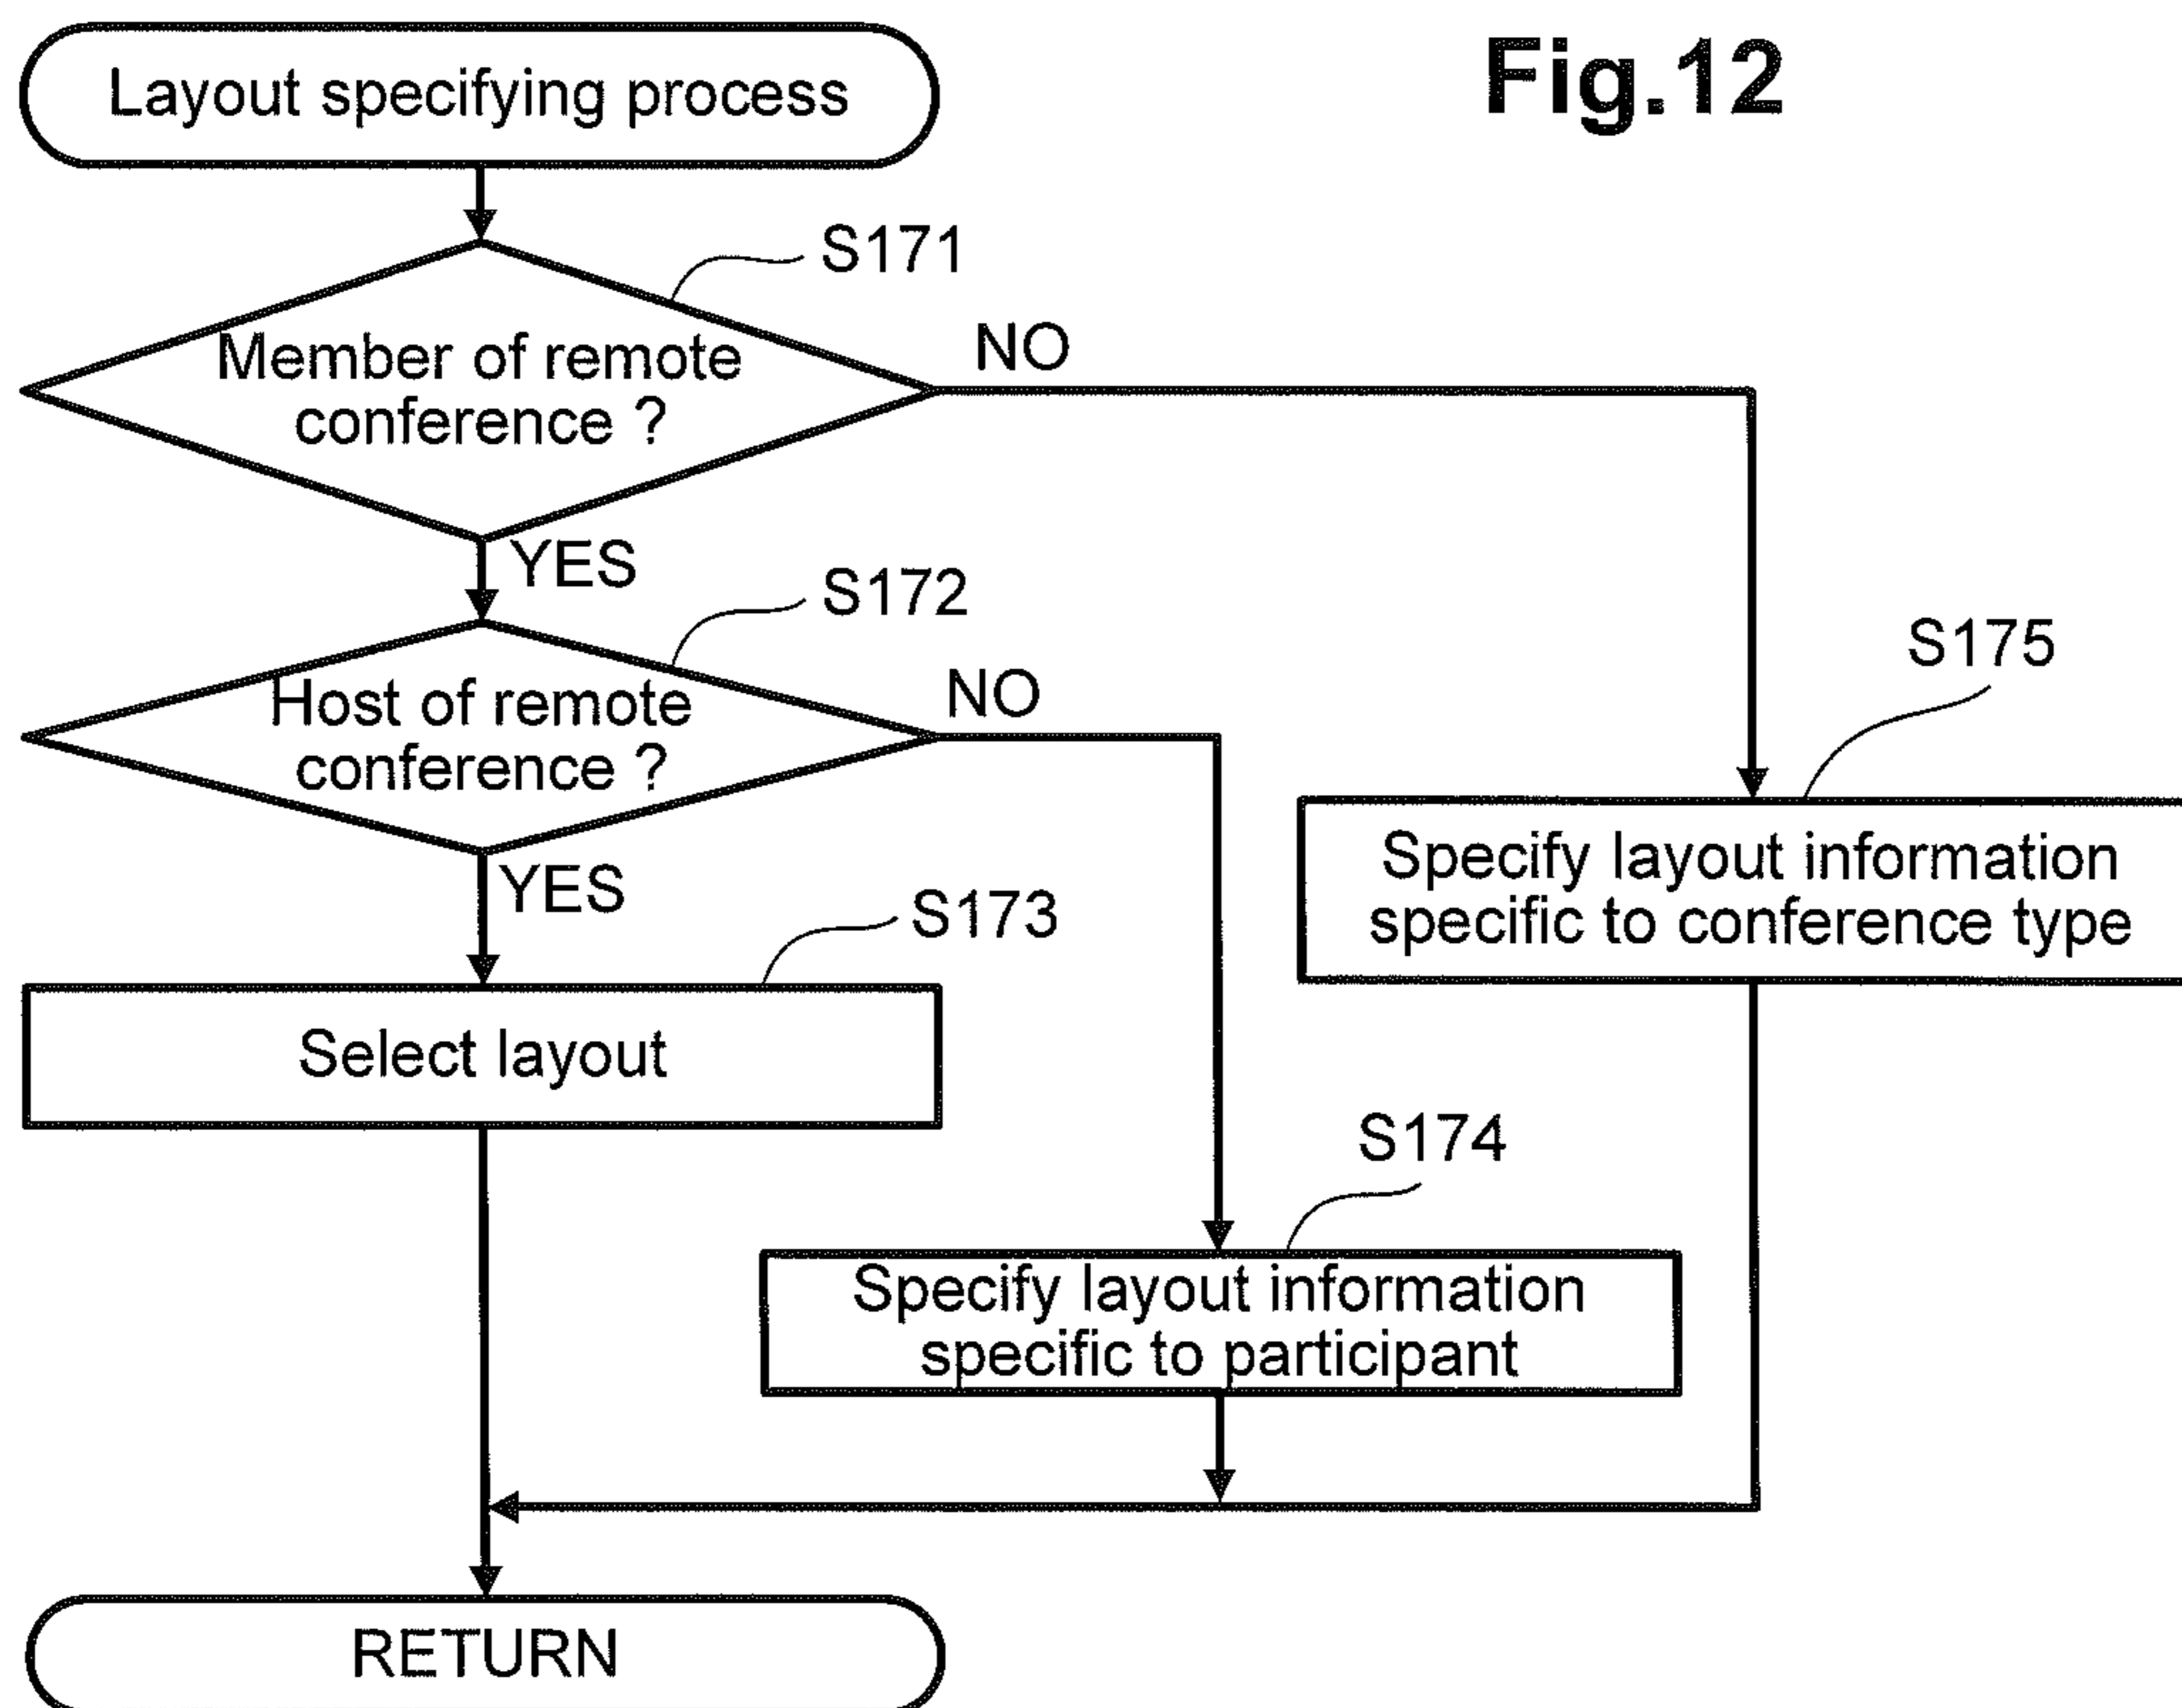 Fig.12
Layout specifying process
S171
Member of remote
conference ?
NO
YES
S172
Host of remote
conference ?
NO
YES
S173
Select layout
S174
Specify layout information
specific to participant
S175
Specify layout information
specific to conference type
RETURN